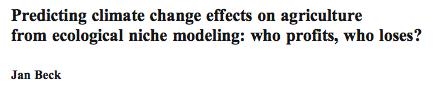 Predicting climate change effects on agriculture
from ecological niche modeling: who profits, who loses?
Jan Beck